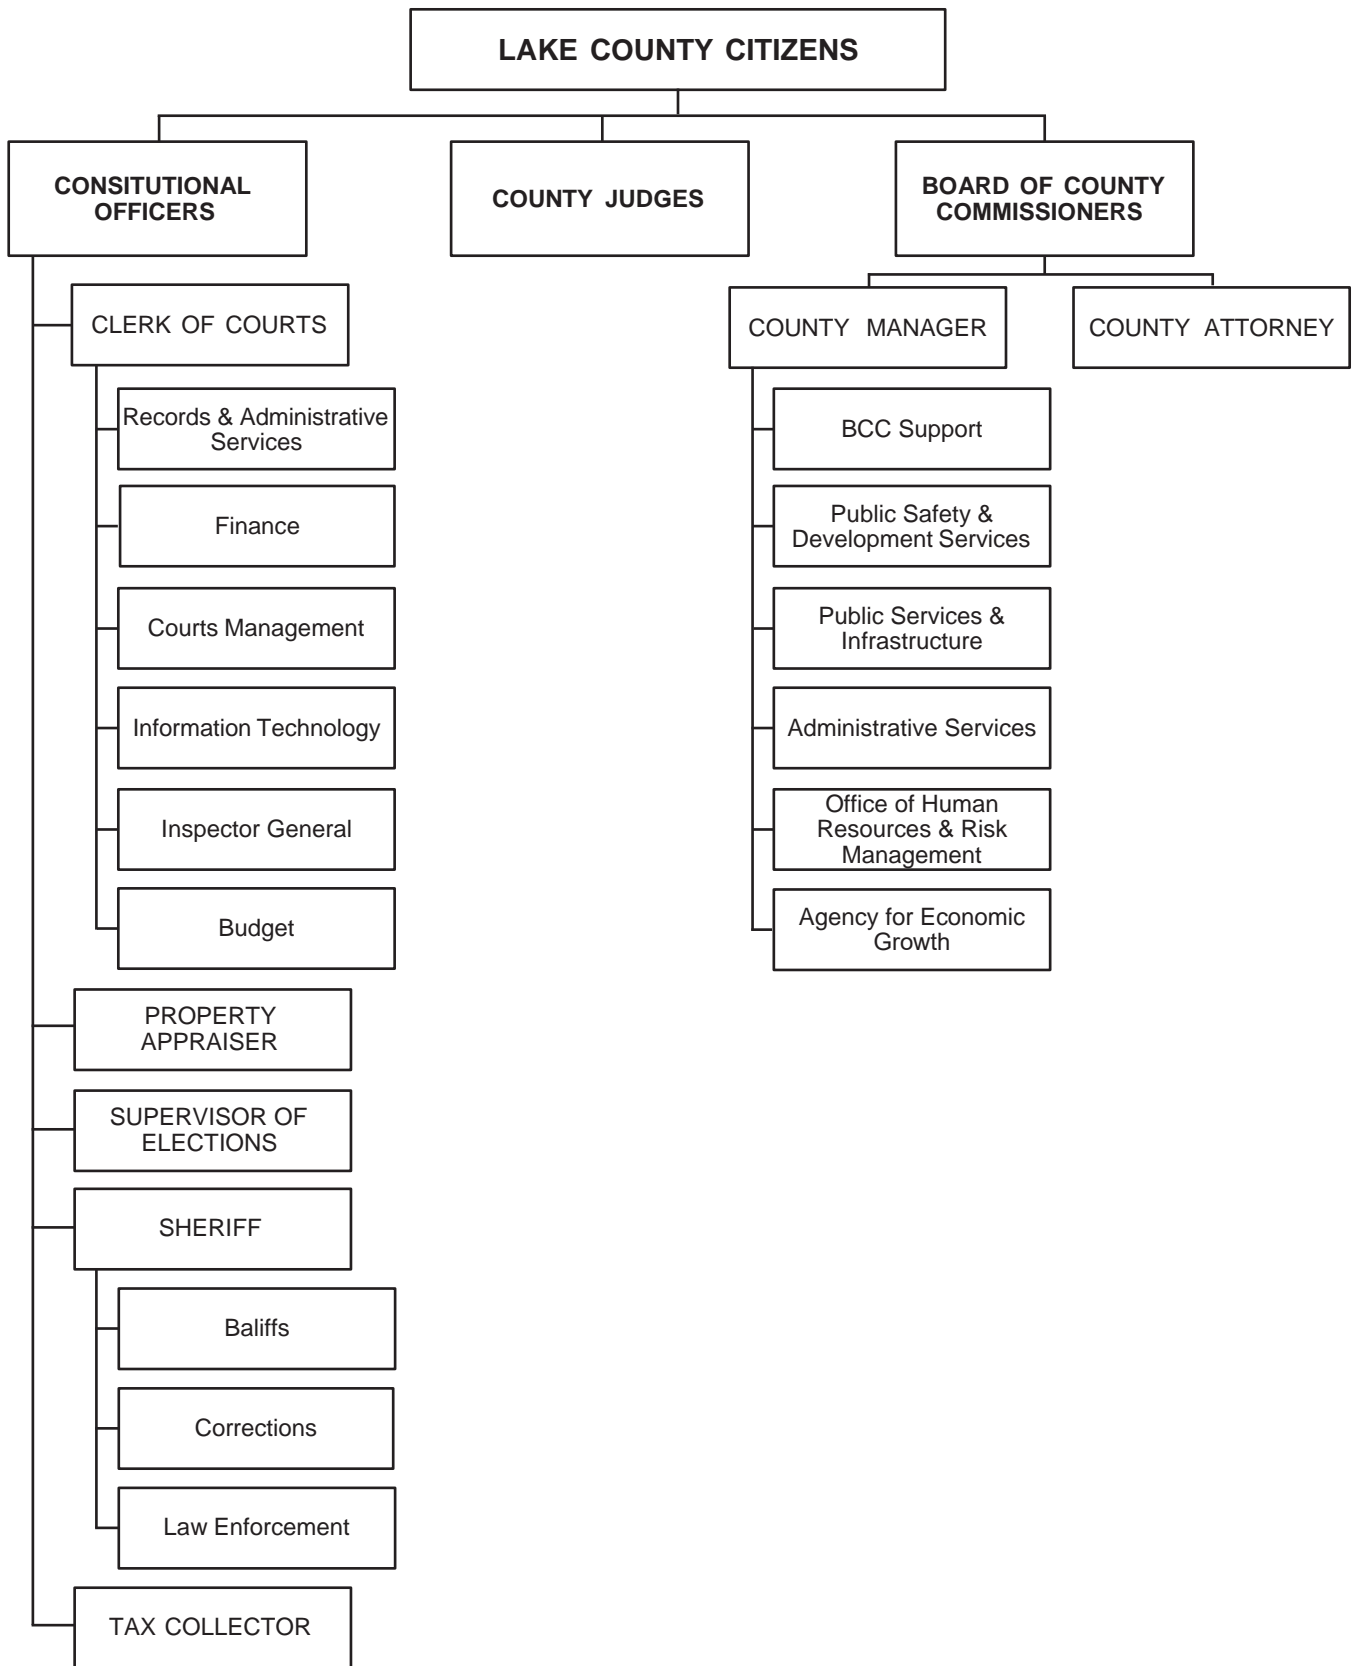 LAKE COUNTY CITIZENS
CONSITUTIONAL
OFFICERS
COUNTY JUDGES
BOARD OF COUNTY
COMMISSIONERS
CLERK OF COURTS
Records & Administrative
Services
Finance
Courts Management
Information Technology
Inspector General
Budget
PROPERTY
APPRAISER
SUPERVISOR OF
ELECTIONS
SHERIFF
Baliffs
Corrections
Law Enforcement
TAX COLLECTOR
COUNTY MANAGER
BCC Support
Public Safety &
Development Services
Public Services &
Infrastructure
Administrative Services
Office of Human
Resources & Risk
Management
Agency for Economic
Growth
COUNTY ATTORNEY